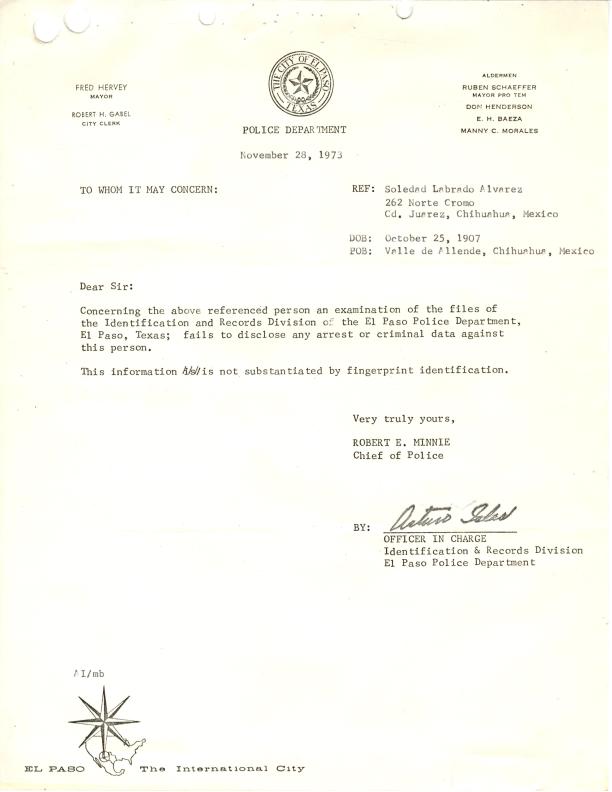 THE CITY OF EL PASO
TEXAS
FRED HERVEY
MAYOR
ROBERT H. GABEL
CITY CLERK
ALDERMEN
RUBEN SCHAEFFER
MAYOR PRO TEM
DON HENDERSON
E. H. BAEZA
MANNY C. MORALES
POLICE DEPARTMENT
November 28, 1973
TO WHOM IT MAY CONCERN:
REF: Soledad Labrado Alvarez
262 Norte Cromo
Cd. Juarez, Chihuahua, Mexico
DOB: October 25, 1907
POB: Valle de Allende, Chihuahua, Mexico
Dear Sir:
Concerning the above referenced person an examination of the files of
the Identification and Records Division of the El Paso Police Department,
El Paso, Texas; fails to disclose any arrest or criminal data against
this person.
This information is not substantiated by fingerprint identification.
Very truly yours,
ROBERT E. MINNIE
Chief of Police
BY: Arturo Islas
OFFICER IN CHARGE
Identification & Records Division
El Paso Police Department
AI/mb
EL PASO The International City